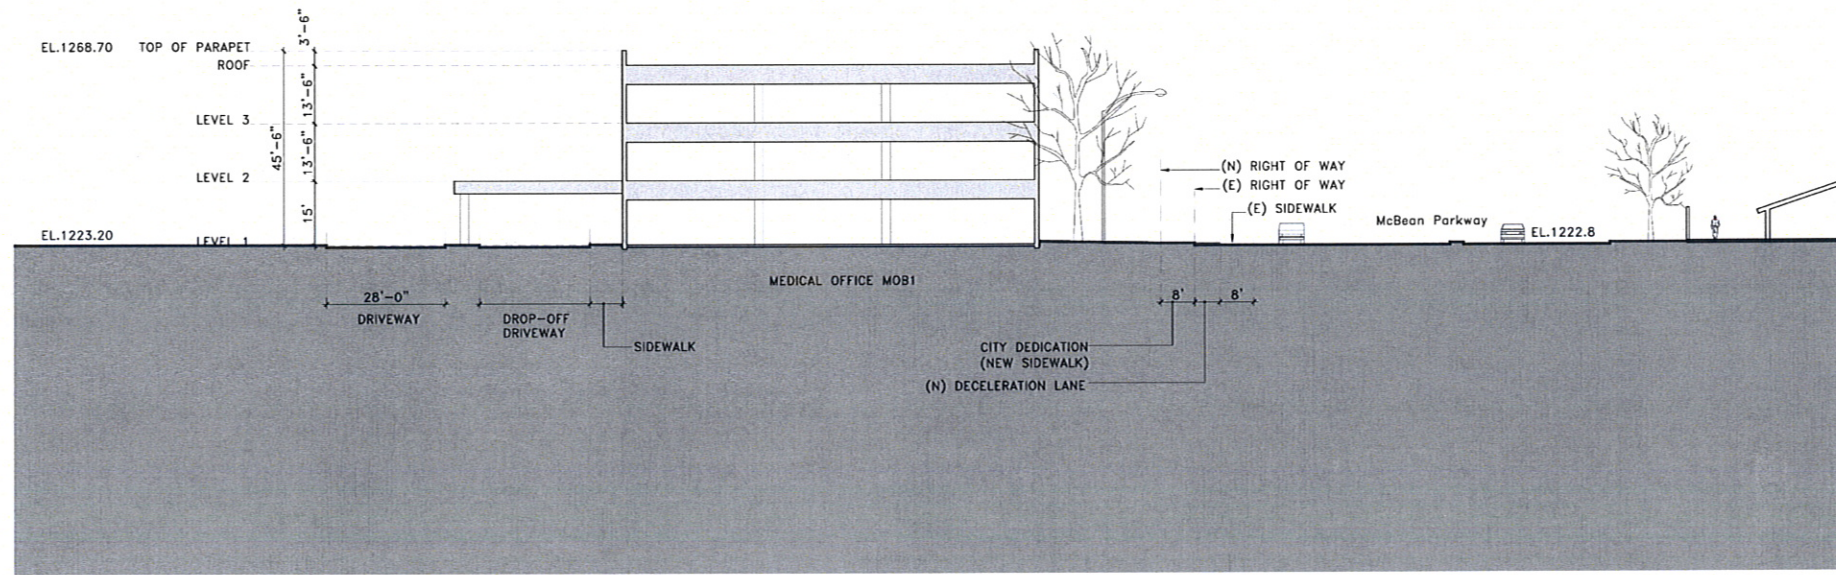 3'-6"
EL.1268.70 TOP OF PARAPET
ROOF
13'-6"
LEVEL 3
45'-6"
13'-6"
LEVEL 2
15'
EL.1223.20 LEVEL 1
(N) RIGHT OF WAY
(E) RIGHT OF WAY
(E) SIDEWALK
McBean Parkway
EL.1222.8
MEDICAL OFFICE MOB1
28'-0"
DRIVEWAY
DROP-OFF
DRIVEWAY
SIDEWALK
8' 8'
CITY DEDICATION
(NEW SIDEWALK)
(N) DECELERATION LANE